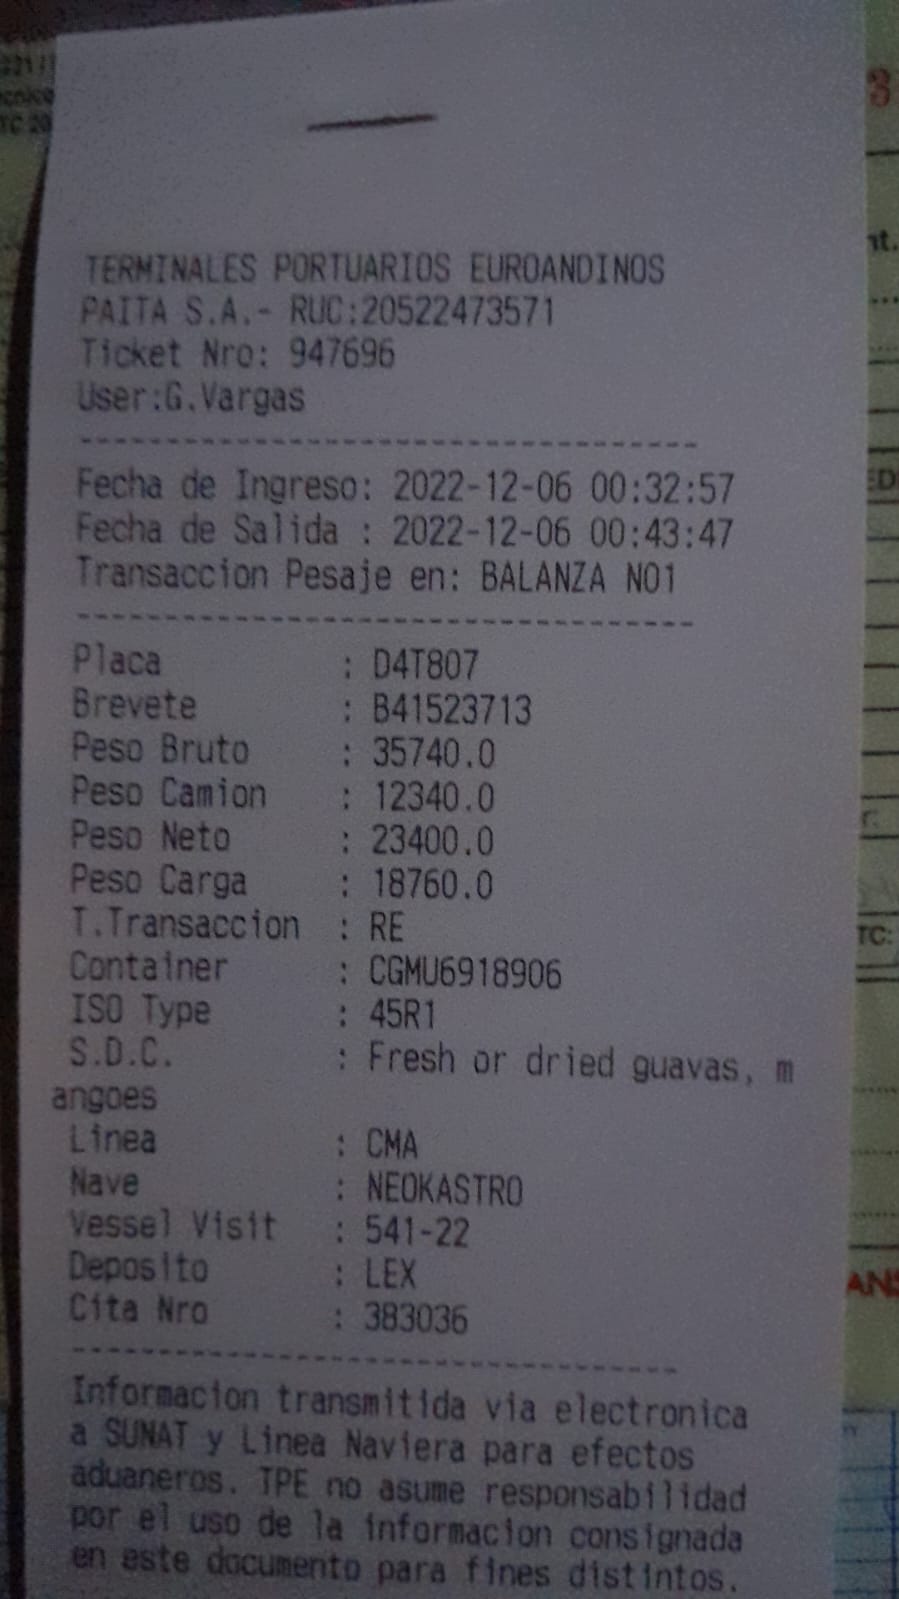 TERMINALES PORTUARIOS EUROANDINOS
PAITA S.A.- RUC:20522473571
Ticket Nro: 947696
User:G.Vargas
-----------------------------------
Fecha de Ingreso: 2022-12-06 00:32:57
Fecha de Salida : 2022-12-06 00:43:47
Transaccion Pesaje en: BALANZA NO1
-----------------------------------
Placa : D4T807
Brevete : B41523713
Peso Bruto : 35740.0
Peso Camion : 12340.0
Peso Neto : 23400.0
Peso Carga : 18760.0
T.Transaccion : RE
Container : CGMU6918906
ISO Type : 45R1
S.D.C. : Fresh or dried guavas, m
angoes
Linea : CMA
Nave : NEOKASTRO
Vessel Visit : 541-22
Deposito : LEX
Cita Nro : 383036
-----------------------------------
Informacion transmitida via electronica
a SUNAT y Linea Naviera para efectos
aduaneros. TPE no asume responsabilidad
por el uso de la informacion consignada
en este documento para fines distintos.